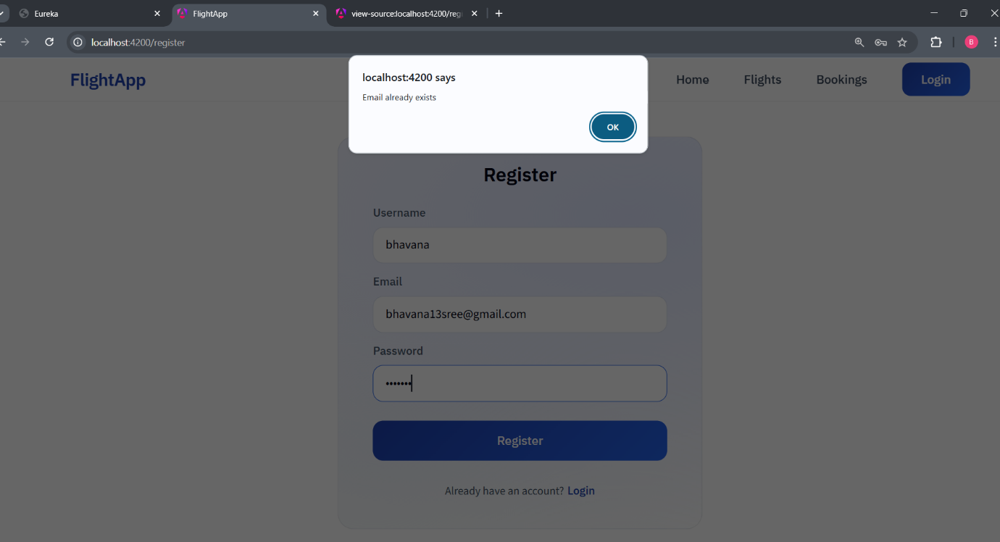 Eureka
FlightApp
view-source:localhost:4200/reg
localhost:4200/register
B
FlightApp
Home
Flights
Bookings
Login
localhost:4200 says
Email already exists
OK
Register
Username
bhavana
Email
bhavana13sree@gmail.com
Password
•••••••
Register
Already have an account? Login